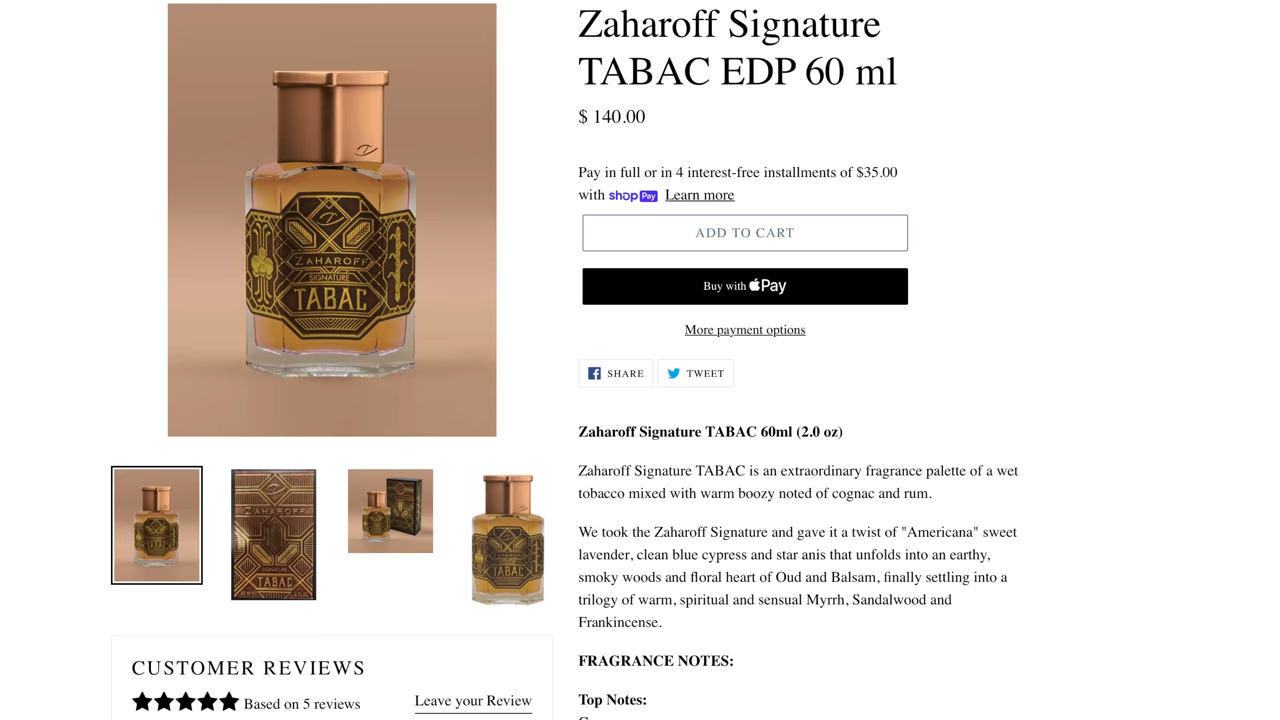 Zaharoff Signature
TABAC EDP 60 ml
$ 140.00
Pay in full or in 4 interest-free installments of $35.00
with shop Pay Learn more
ADD TO CART
Buy with Pay
More payment options
SHARE
TWEET
Zaharoff Signature TABAC 60ml (2.0 oz)
Zaharoff Signature TABAC is an extraordinary fragrance palette of a wet
tobacco mixed with warm boozy noted of cognac and rum.
We took the Zaharoff Signature and gave it a twist of "Americana" sweet
lavender, clean blue cypress and star anis that unfolds into an earthy,
smoky woods and floral heart of Oud and Balsam, finally settling into a
trilogy of warm, spiritual and sensual Myrrh, Sandalwood and
Frankincense.
FRAGRANCE NOTES:
Top Notes:
ZAHAROFF
SIGNATURE
TABAC
ZAHAROFF
SIGNATURE
TABAC
TABAC
CUSTOMER REVIEWS
Based on 5 reviews
Leave your Review